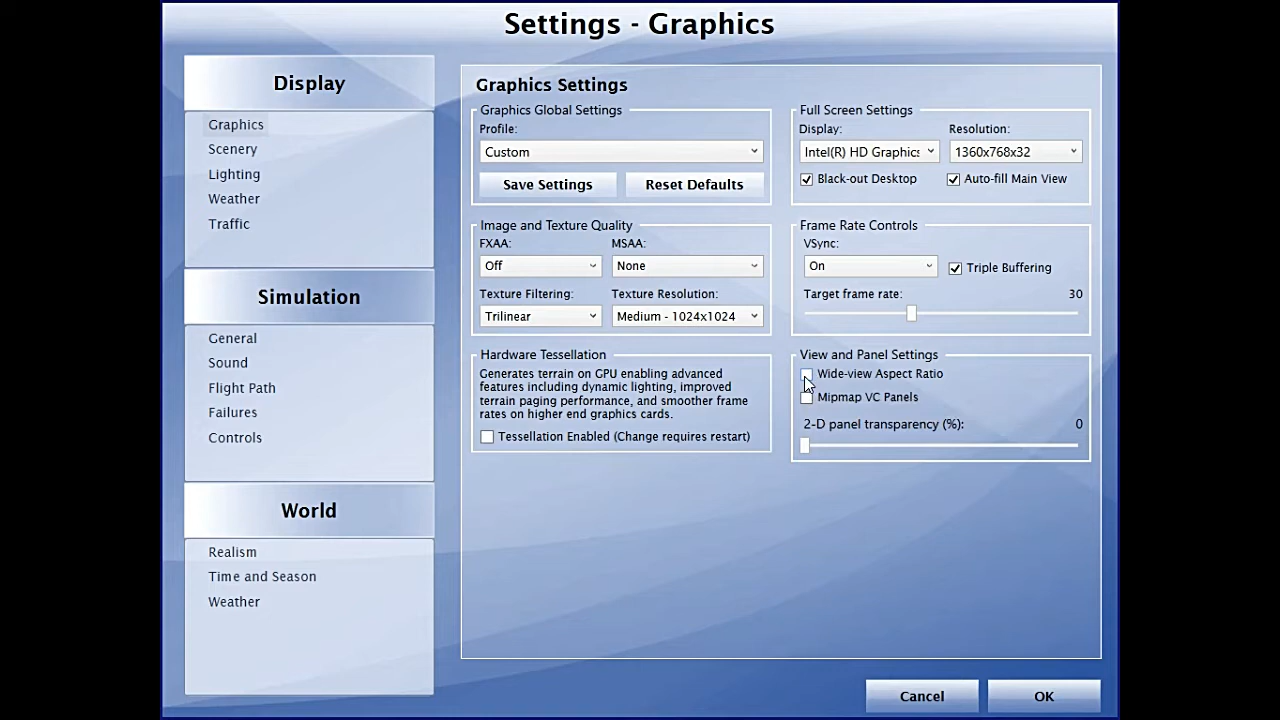 Settings - Graphics
Display
Graphics
Scenery
Lighting
Weather
Traffic
Simulation
General
Sound
Flight Path
Failures
Controls
World
Realism
Time and Season
Weather
Graphics Settings
Graphics Global Settings
Profile:
Custom
Save Settings Reset Defaults
Full Screen Settings
Display: Resolution:
Intel(R) HD Graphics 1360x768x32
Black-out Desktop Auto-fill Main View
Image and Texture Quality
FXAA: MSAA:
Off None
Texture Filtering: Texture Resolution:
Trilinear Medium - 1024x1024
Frame Rate Controls
VSync:
On Triple Buffering
Target frame rate: 30
Hardware Tessellation
Generates terrain on GPU enabling advanced
features including dynamic lighting, improved
terrain paging performance, and smoother frame
rates on higher end graphics cards.
Tessellation Enabled (Change requires restart)
View and Panel Settings
Wide-view Aspect Ratio
Mipmap VC Panels
2-D panel transparency (%): 0
Cancel OK